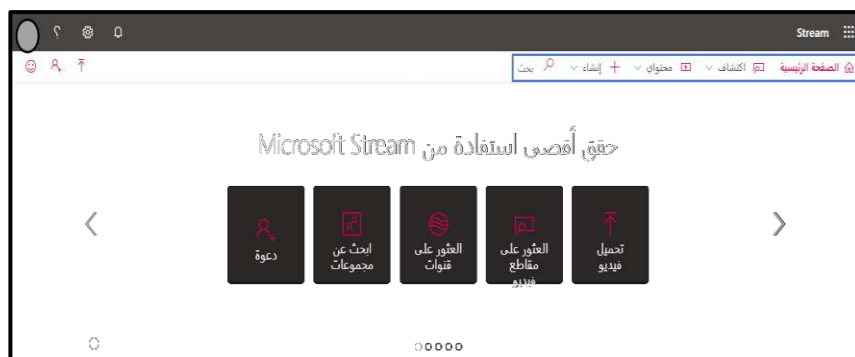 Stream
الصفحة الرئيسية اكتشاف محتواي إنشاء بحث
حقق أقصى استفادة من Microsoft Stream
تحميل فيديو
العثور على مقاطع فيديو
العثور على قنوات
ابحث عن مجموعات
دعوة